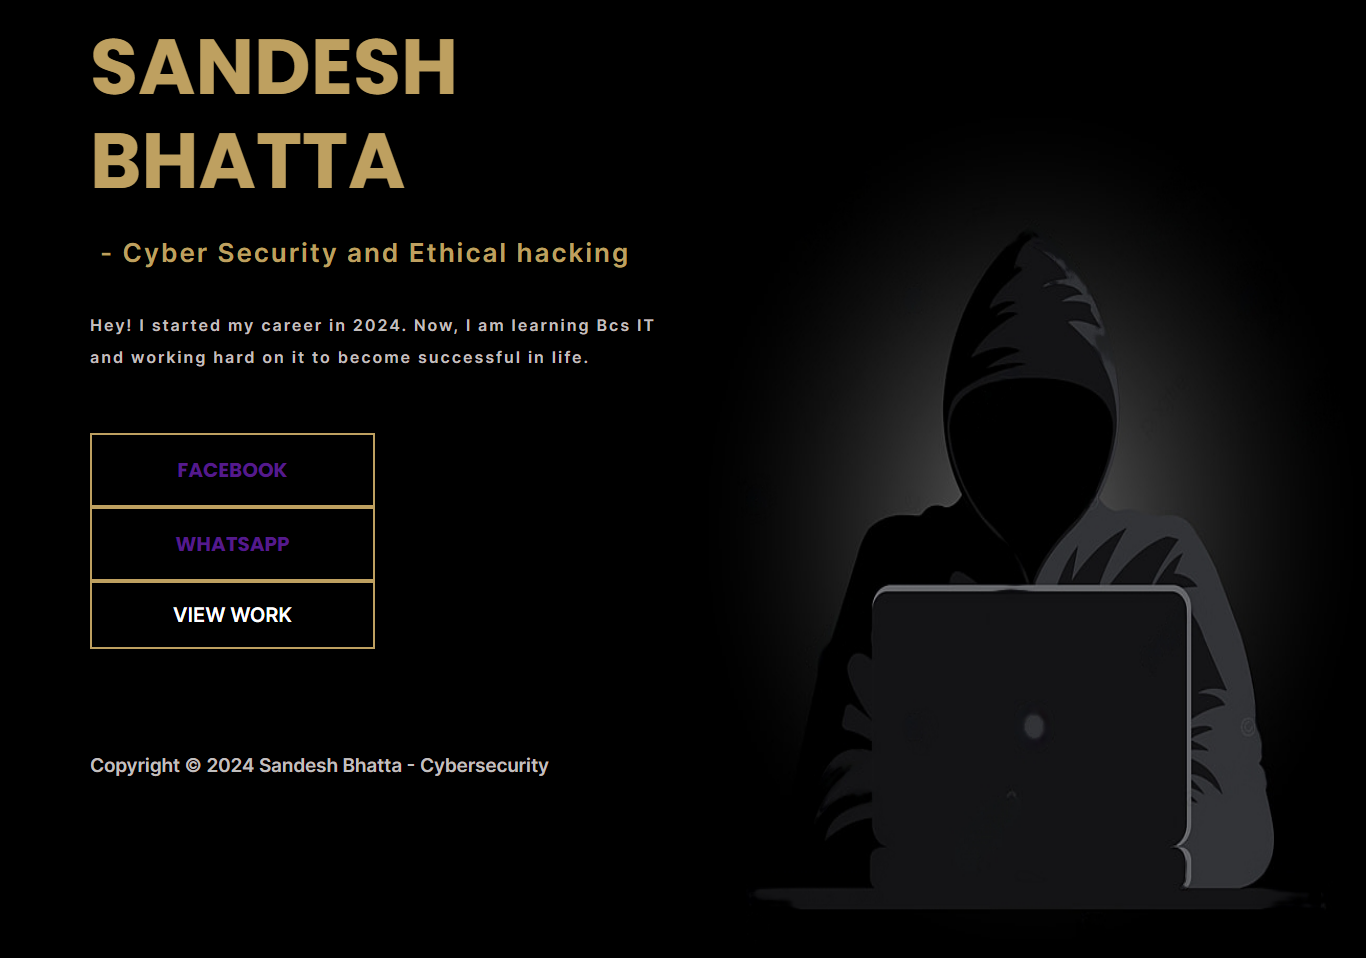 SANDESH
BHATTA
- Cyber Security and Ethical hacking
Hey! I started my career in 2024. Now, I am learning Bcs IT
and working hard on it to become successful in life.
FACEBOOK
WHATSAPP
VIEW WORK
Copyright © 2024 Sandesh Bhatta - Cybersecurity